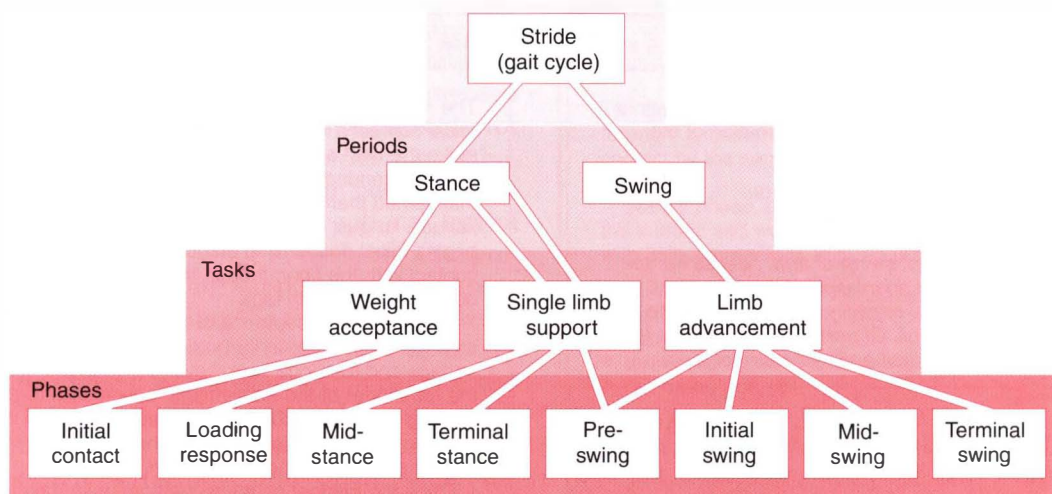 Stride
(gait cycle)
Periods
Stance
Swing
Tasks
Weight
acceptance
Single limb
support
Limb
advancement
Phases
Initial
contact
Loading
response
Mid-
stance
Terminal
stance
Pre-
swing
Initial
swing
Mid-
swing
Terminal
swing